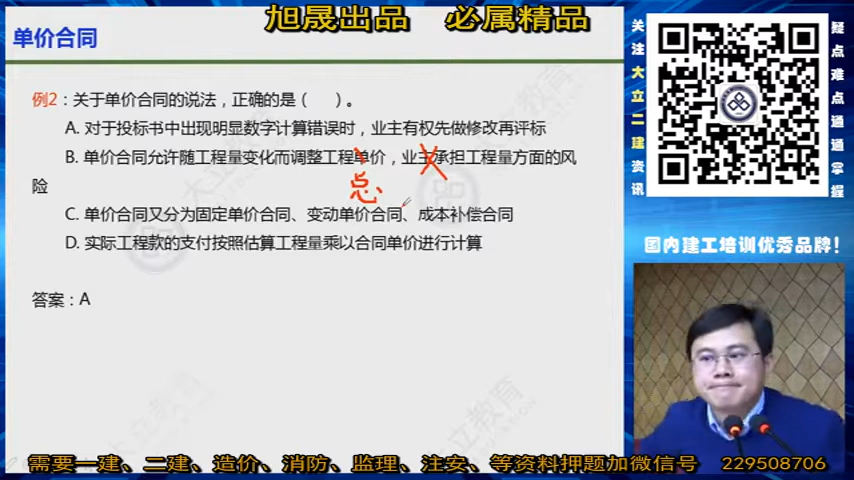 旭晟出品 必属精品
单价合同
例2：关于单价合同的说法，正确的是（ ）。
A. 对于投标书中出现明显数字计算错误时，业主有权先做修改再评标
B. 单价合同允许随工程量变化而调整工程单价，业主承担工程量方面的风
险
总
C. 单价合同又分为固定单价合同、变动单价合同、成本补偿合同
D. 实际工程款的支付按照估算工程量乘以合同单价进行计算
答案：A
关注大立二建资讯
疑点难点通通掌握
国内建工培训优秀品牌！
大立教育
大立教育
需要一建、二建、造价、消防、监理、注安、等资料押题加微信号 229508706